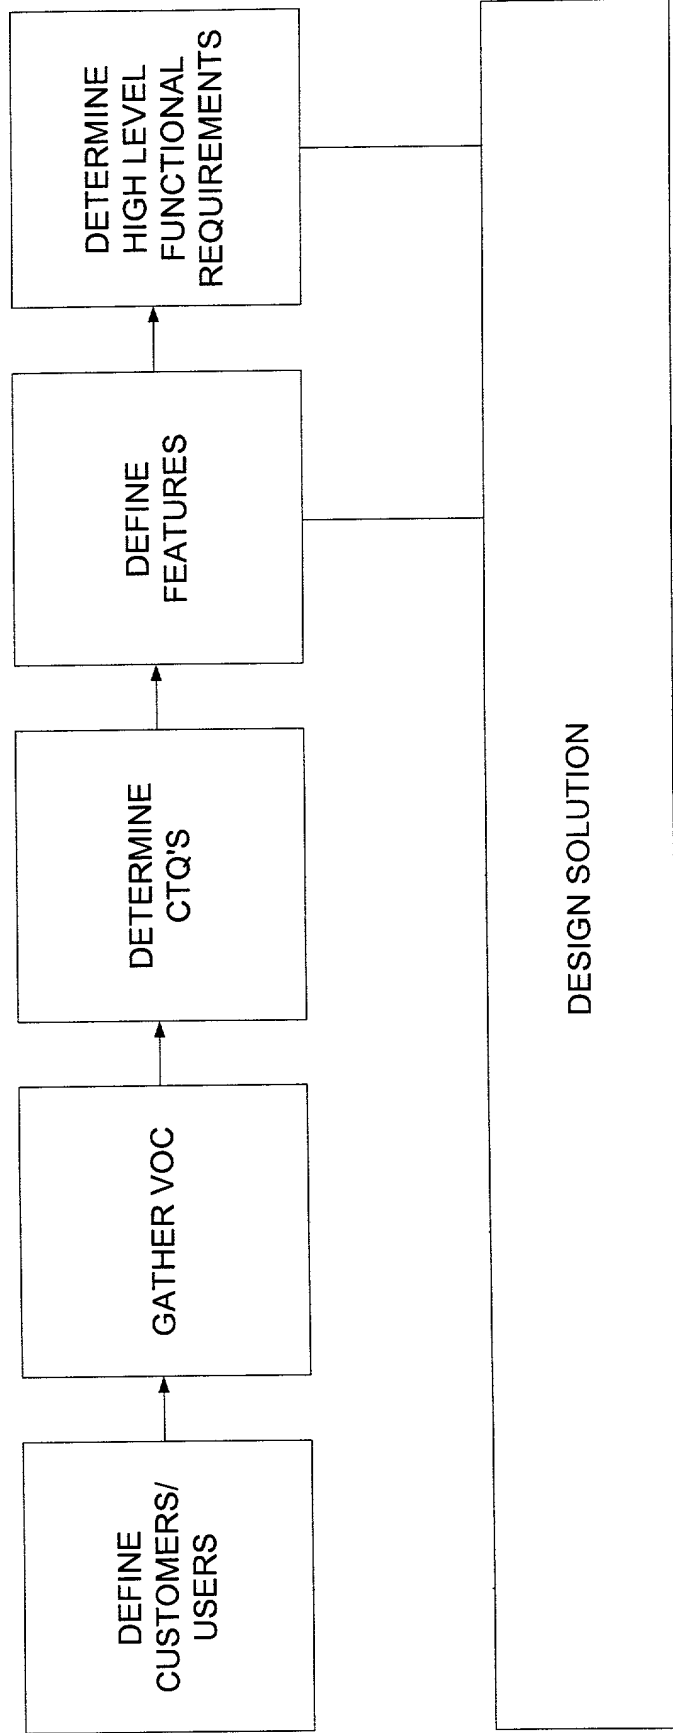 DEFINE
CUSTOMERS/
USERS
GATHER VOC
DETERMINE
CTQ'S
DEFINE
FEATURES
DETERMINE
HIGH LEVEL
FUNCTIONAL
REQUIREMENTS
DESIGN SOLUTION